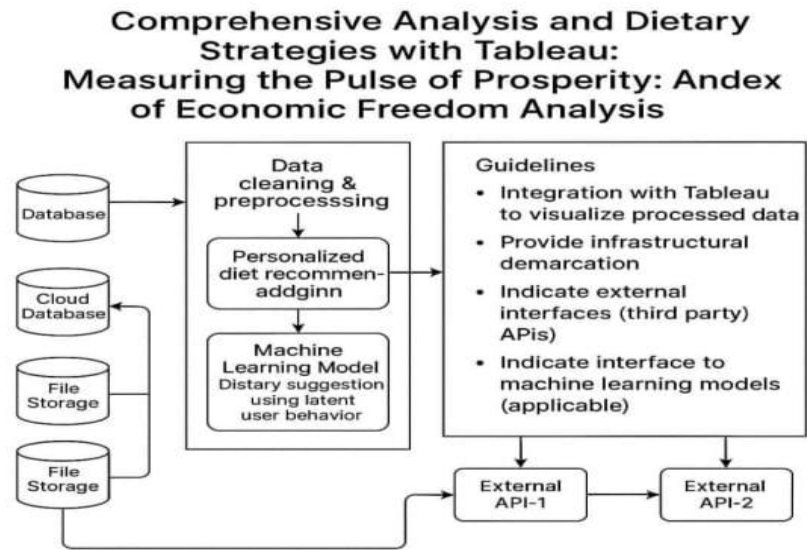 Comprehensive Analysis and Dietary
Strategies with Tableau:
Measuring the Pulse of Prosperity: Andex
of Economic Freedom Analysis
Database
Cloud
Database
File
Storage
File
Storage
Data
cleaning &
preprocesssing
Personalized
diet recommen-
addginn
Machine
Learning Model
Distary suggestion
using latent
user behavior
Guidelines
• Integration with Tableau
to visualize processed data
• Provide infrastructural
demarcation
• Indicate external
interfaces (third party)
APis)
• Indicate interface to
machine learning models
(applicable)
External
API-1
External
API-2